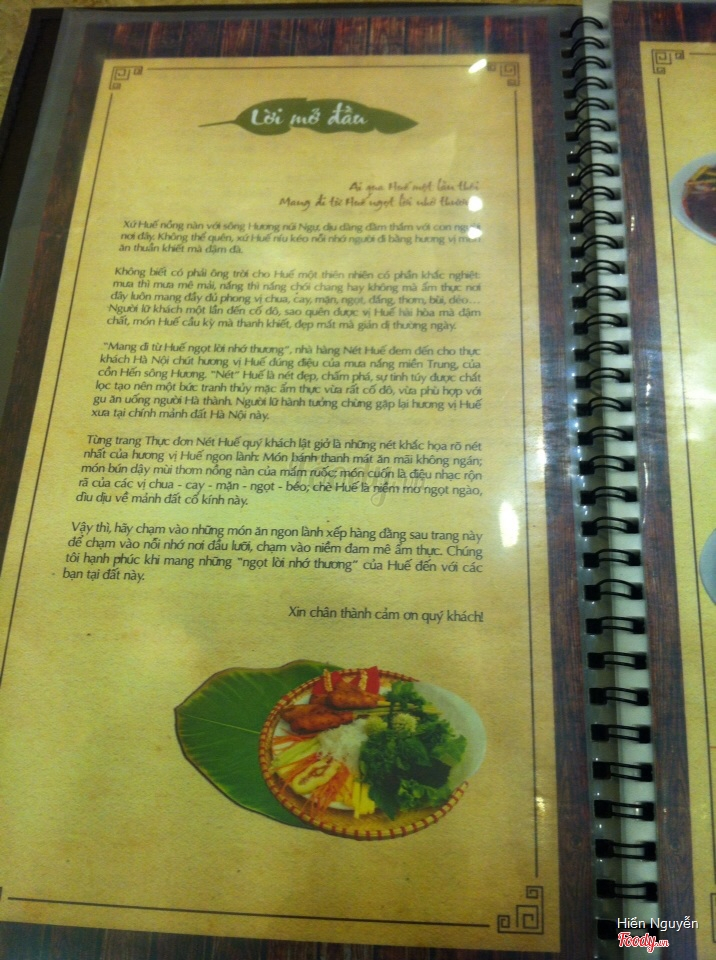 Lời mở đầu
Ai qua Huế một lần thôi
Mang đi từ Huế ngọt lời nhớ thương
Xứ Huế nồng nàn với sông Hương núi Ngự, dịu dàng đằm thắm với con người
nơi đây. Không thể quên, xứ Huế níu kéo nỗi nhớ người đi bằng hương vị món
ăn thuần khiết mà đậm đà.
Không biết có phải ông trời cho Huế một thiên nhiên có phần khắc nghiệt:
mưa thì mưa mê mải, nắng thì nắng chói chang hay không mà ẩm thực nơi
đây luôn mang đầy đủ phong vị chua, cay, mặn, ngọt, đắng, thơm, bùi, dẻo...
Người lữ khách một lần đến cố đô, sao quên được vị Huế hài hòa mà đậm
chất, món Huế cầu kỳ mà thanh khiết, đẹp mắt mà giản dị thường ngày.
"Mang đi từ Huế ngọt lời nhớ thương", nhà hàng Nét Huế đem đến cho thực
khách Hà Nội chút hương vị Huế đúng điệu của mưa nắng miền Trung, của
cồn Hến sông Hương. "Nét" Huế là nét đẹp, chấm phá, sự tinh túy được chắt
lọc tạo nên một bức tranh thủy mặc ẩm thực vừa rất cố đô, vừa phù hợp với
gu ăn uống người Hà thành. Người lữ hành tưởng chừng gặp lại hương vị Huế
xưa tại chính mảnh đất Hà Nội này.
Từng trang Thực đơn Nét Huế quý khách lật giở là những nét khắc họa rõ nét
nhất của hương vị Huế ngon lành: Món bánh thanh mát ăn mãi không ngán;
món bún dậy mùi thơm nồng nàn của mắm ruốc; món cuốn là điệu nhạc rộn
rã của các vị chua - cay - mặn - ngọt - béo; chè Huế là niềm mơ ngọt ngào,
dìu dịu về mảnh đất cố kính này.
Vậy thì, hãy chạm vào những món ăn ngon lành xếp hàng đằng sau trang này
để chạm vào nỗi nhớ nơi đầu lưỡi, chạm vào niềm đam mê ẩm thực. Chúng
tôi hạnh phúc khi mang những "ngọt lời nhớ thương" của Huế đến với các
bạn tại đất này.
Xin chân thành cảm ơn quý khách!
Hiền Nguyễn
Foody.vn